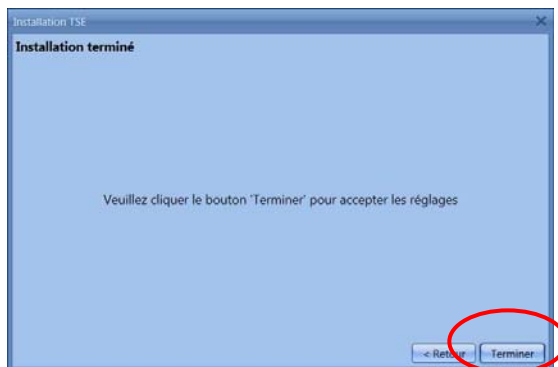 Installation TSE
Installation terminé
Veuillez cliquer le bouton 'Terminer' pour accepter les réglages
< Retour
Terminer